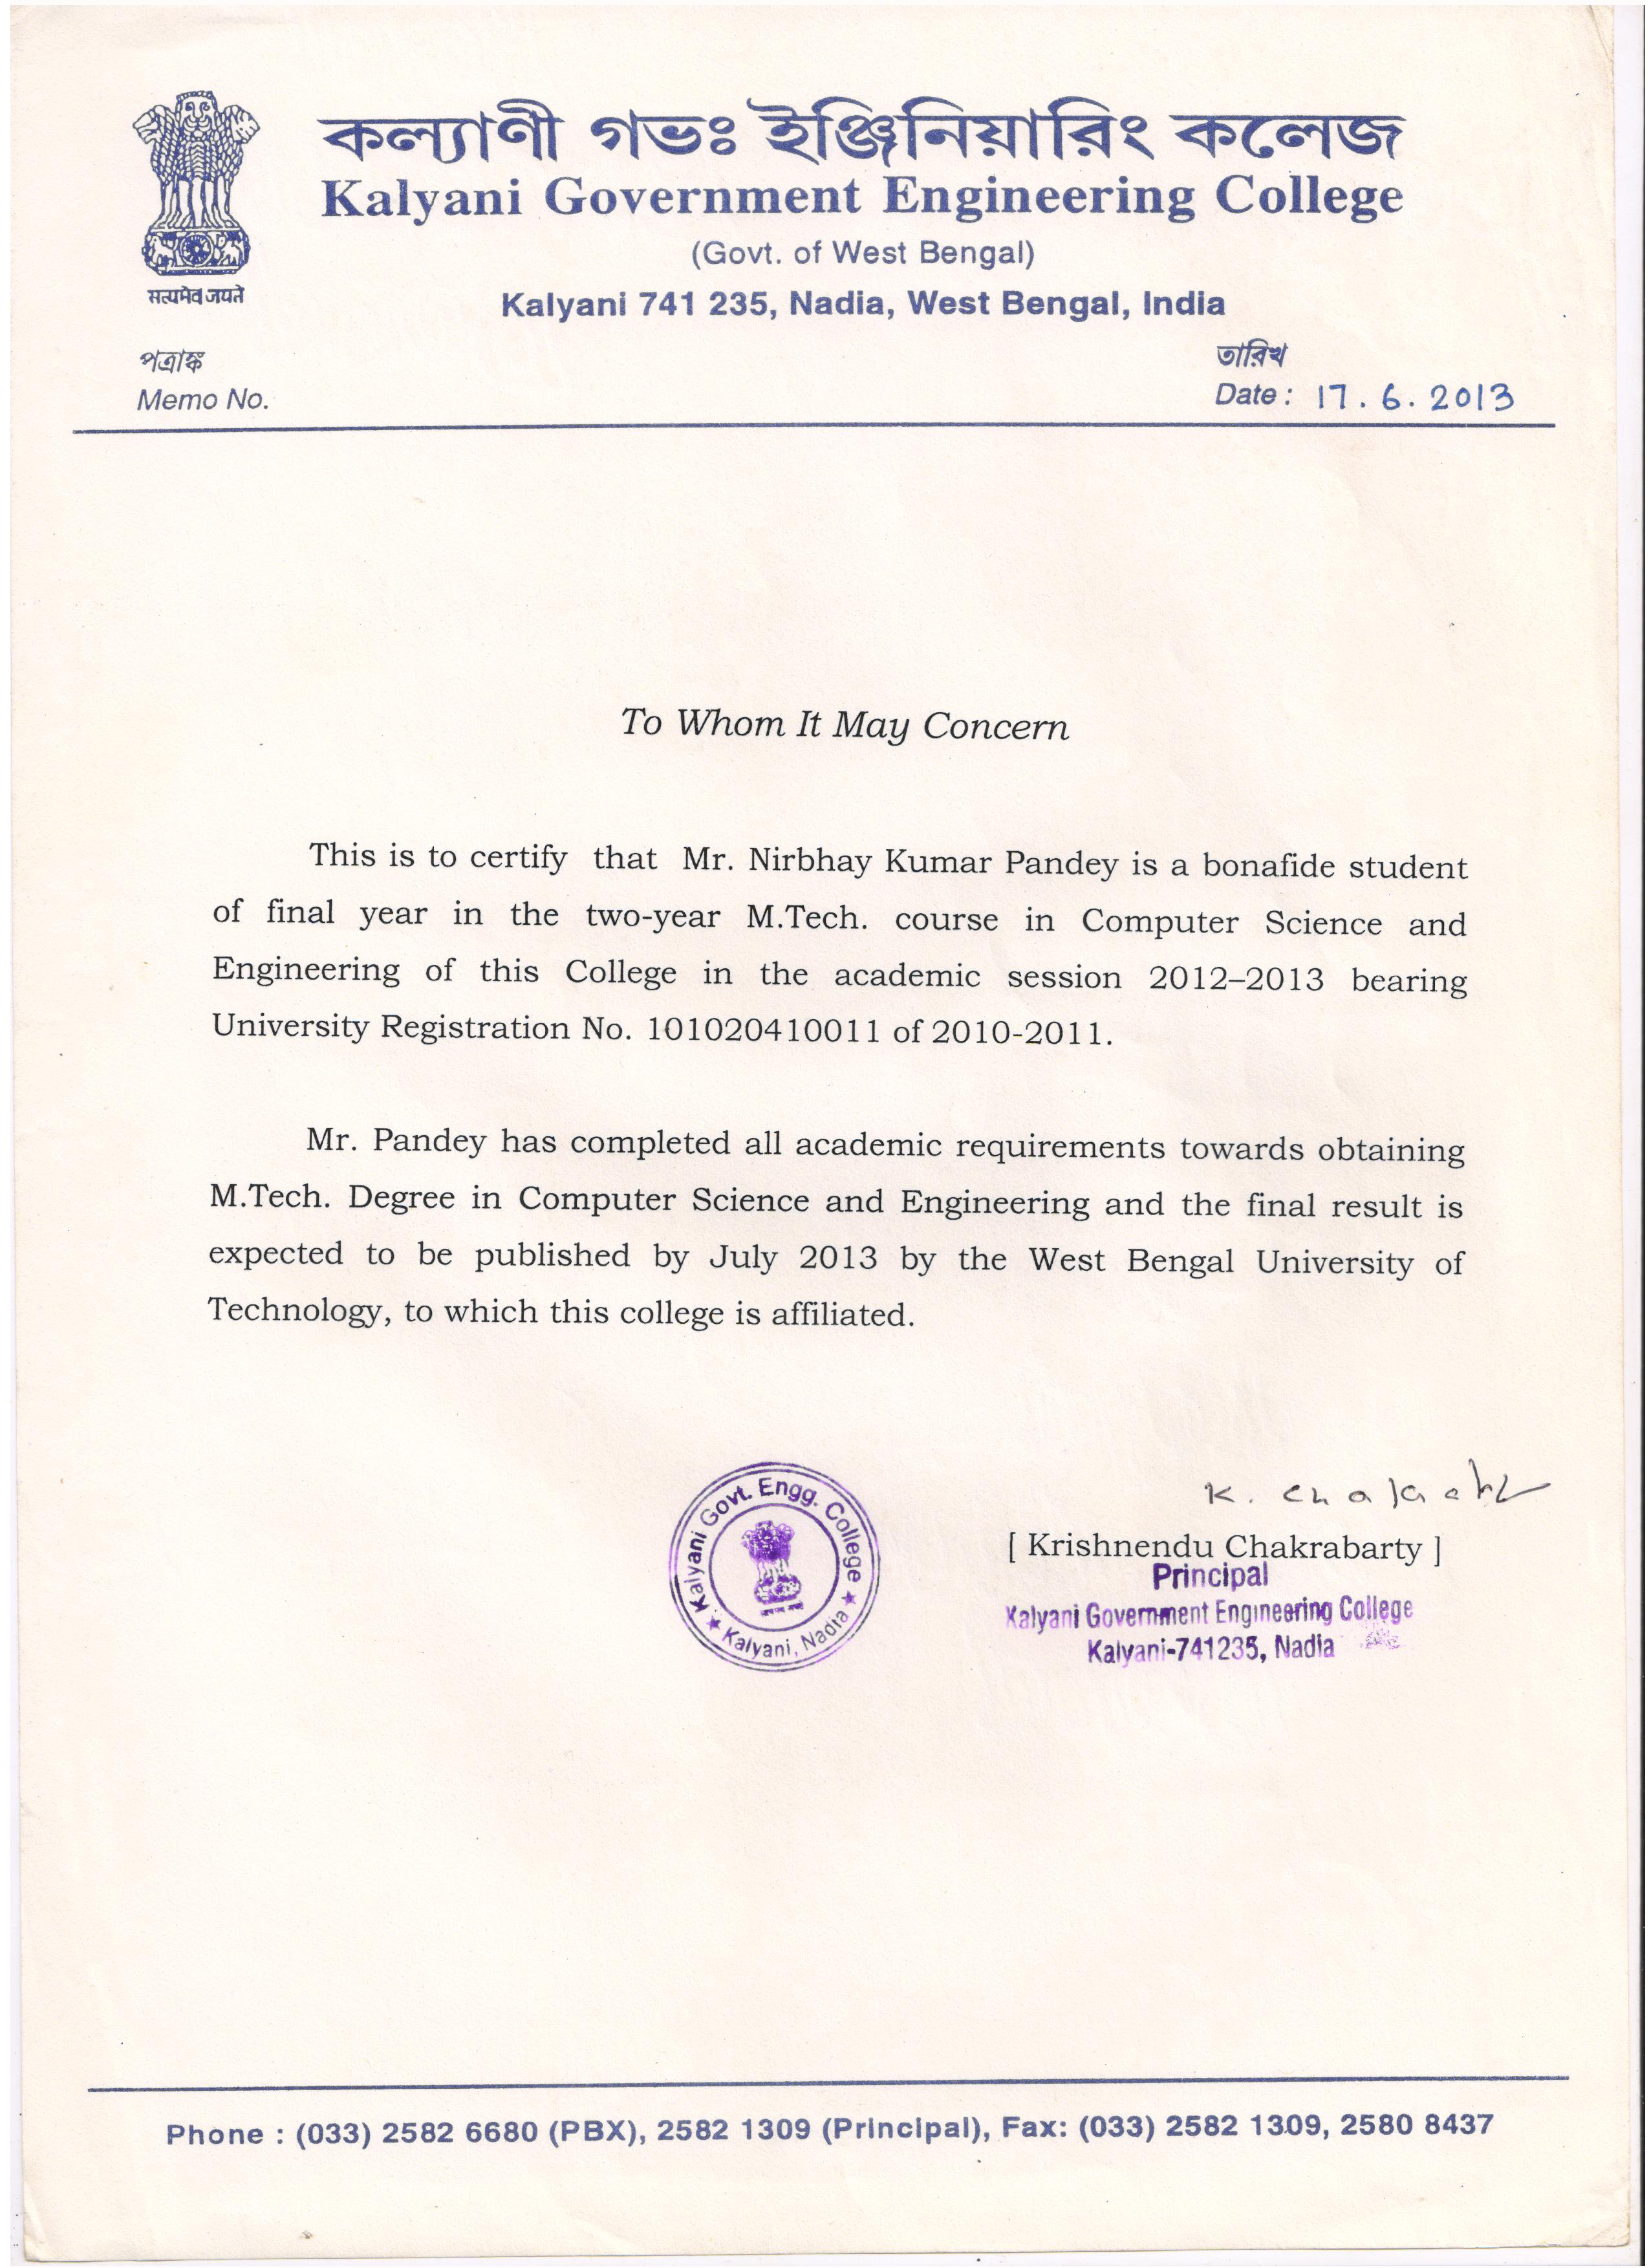 কল্যাণী গভঃ ইঞ্জিনিয়ারিং কলেজ
Kalyani Government Engineering College
(Govt. of West Bengal)
सत्यमेव जयते
Kalyani 741 235, Nadia, West Bengal, India
পত্রাঙ্ক
তারিখ
Memo No.
Date : 17. 6. 2013
To Whom It May Concern
This is to certify that Mr. Nirbhay Kumar Pandey is a bonafide student
of final year in the two-year M.Tech. course in Computer Science and
Engineering of this College in the academic session 2012–2013 bearing
University Registration No. 101020410011 of 2010-2011.
Mr. Pandey has completed all academic requirements towards obtaining
M.Tech. Degree in Computer Science and Engineering and the final result is
expected to be published by July 2013 by the West Bengal University of
Technology, to which this college is affiliated.
Kalyani Govt. Engg. College
★ Kalyani, Nadia ★
K.
[ Krishnendu Chakrabarty ]
Principal
Kalyani Government Engineering College
Kalyani-741235, Nadia
Phone : (033) 2582 6680 (PBX), 2582 1309 (Principal), Fax: (033) 2582 1309, 2580 8437